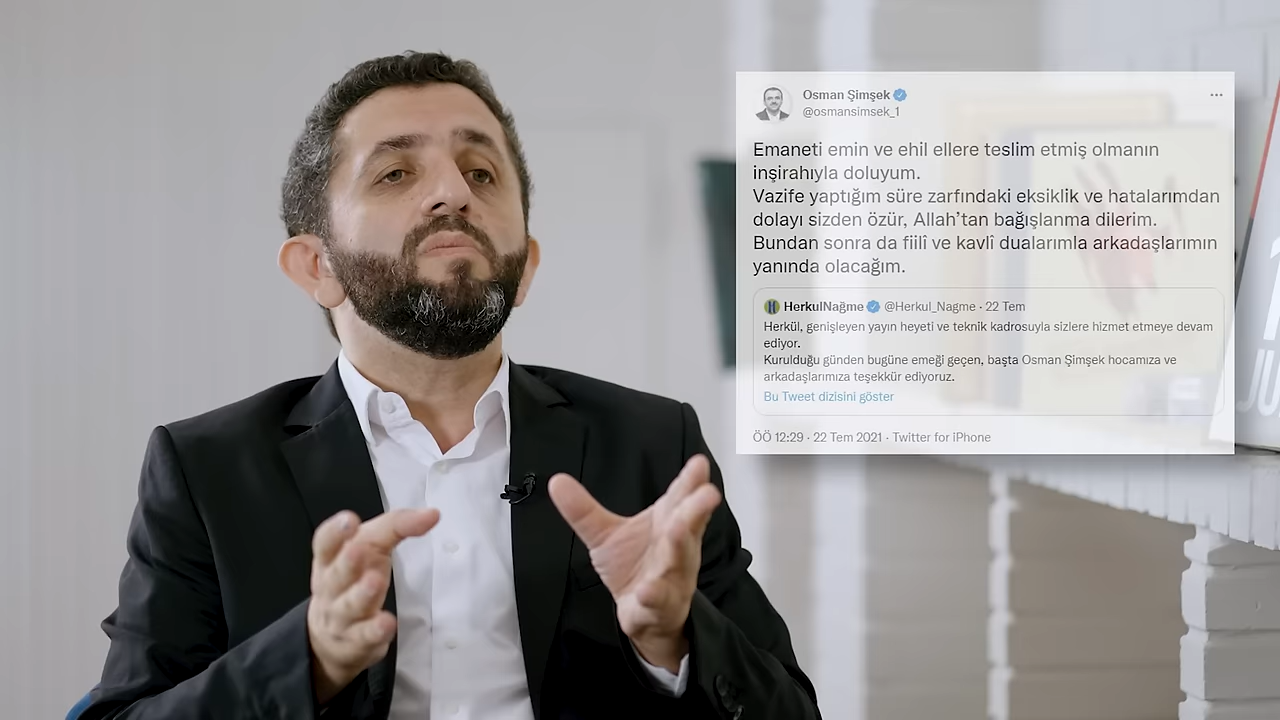 Osman Şimşek
@osmansimsek_1
Emaneti emin ve ehil ellere teslim etmiş olmanın
inşirahıyla doluyum.
Vazife yaptığım süre zarfındaki eksiklik ve hatalarımdan
dolayı sizden özür, Allah’tan bağışlanma dilerim.
Bundan sonra da fiilî ve kavlî dualarımla arkadaşlarımın
yanında olacağım.
HerkulNağme @Herkul_Nagme · 22 Tem
Herkül, genişleyen yayın heyeti ve teknik kadrosuyla sizlere hizmet etmeye devam
ediyor.
Kurulduğu günden bugüne emeği geçen, başta Osman Şimşek hocamıza ve
arkadaşlarımıza teşekkür ediyoruz.
Bu Tweet dizisini göster
ÖÖ 12:29 · 22 Tem 2021 · Twitter for iPhone